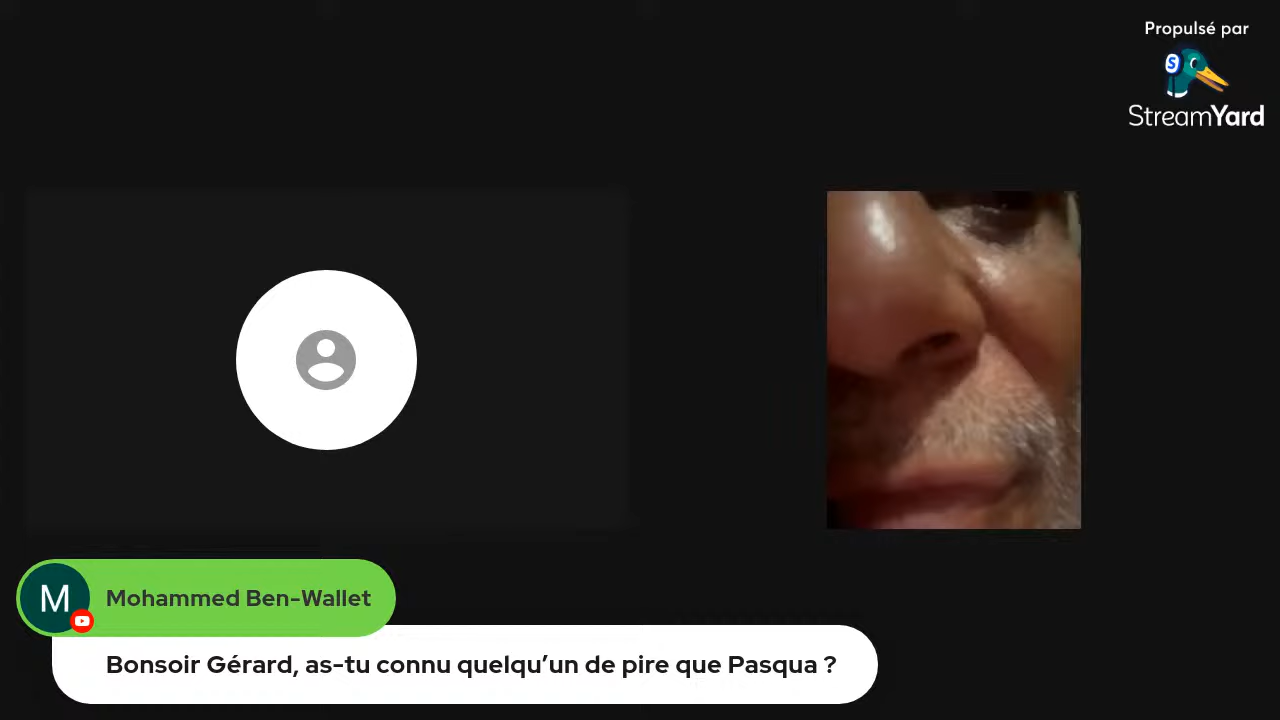 Propulsé par
S
StreamYard
M
Mohammed Ben-Wallet
Bonsoir Gérard, as-tu connu quelqu’un de pire que Pasqua ?